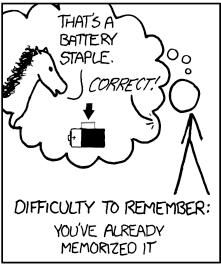 THAT'S A
BATTERY
STAPLE.
CORRECT!
DIFFICULTY TO REMEMBER:
YOU'VE ALREADY
MEMORIZED IT